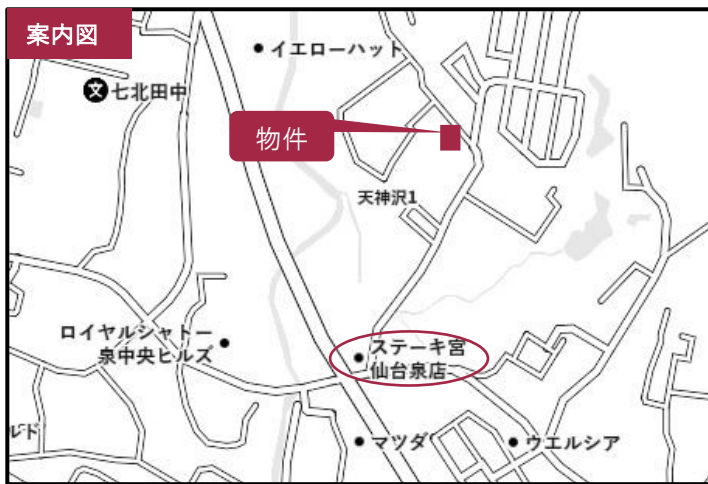 案内図
イエローハット
文
七北田中
物件
天神沢1
ロイヤルシャトー
泉中央ヒルズ
ステーキ宮
仙台泉店
ルド
マツダ
ウエルシア